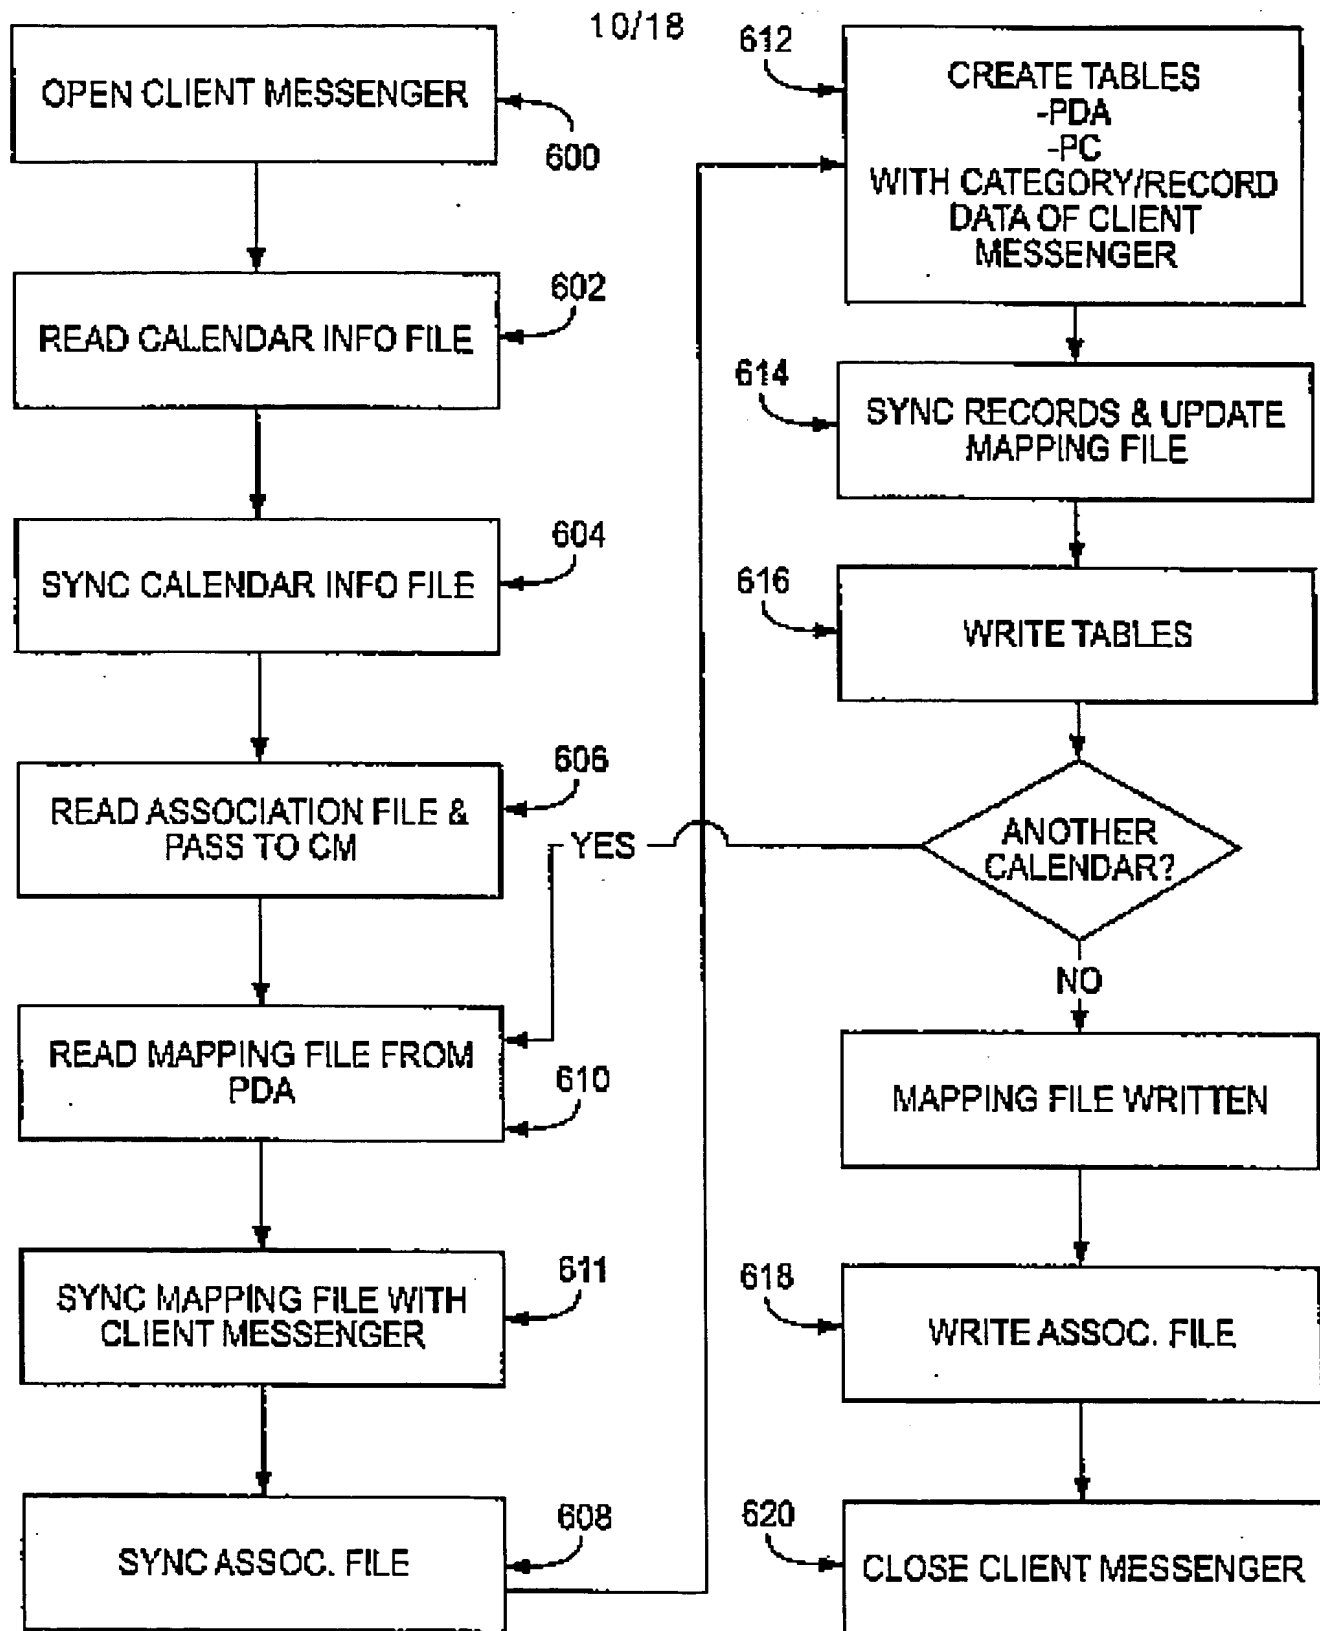 10/18
OPEN CLIENT MESSENGER
600
READ CALENDAR INFO FILE
602
SYNC CALENDAR INFO FILE
604
READ ASSOCIATION FILE &
PASS TO CM
606
READ MAPPING FILE FROM
PDA
610
SYNC MAPPING FILE WITH
CLIENT MESSENGER
611
SYNC ASSOC. FILE
608
612
CREATE TABLES
-PDA
-PC
WITH CATEGORY/RECORD
DATA OF CLIENT
MESSENGER
614
SYNC RECORDS & UPDATE
MAPPING FILE
616
WRITE TABLES
ANOTHER
CALENDAR?
YES
NO
MAPPING FILE WRITTEN
618
WRITE ASSOC. FILE
620
CLOSE CLIENT MESSENGER